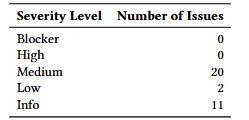 Severity Level Number of Issues
Blocker 0
High 0
Medium 20
Low 2
Info 11